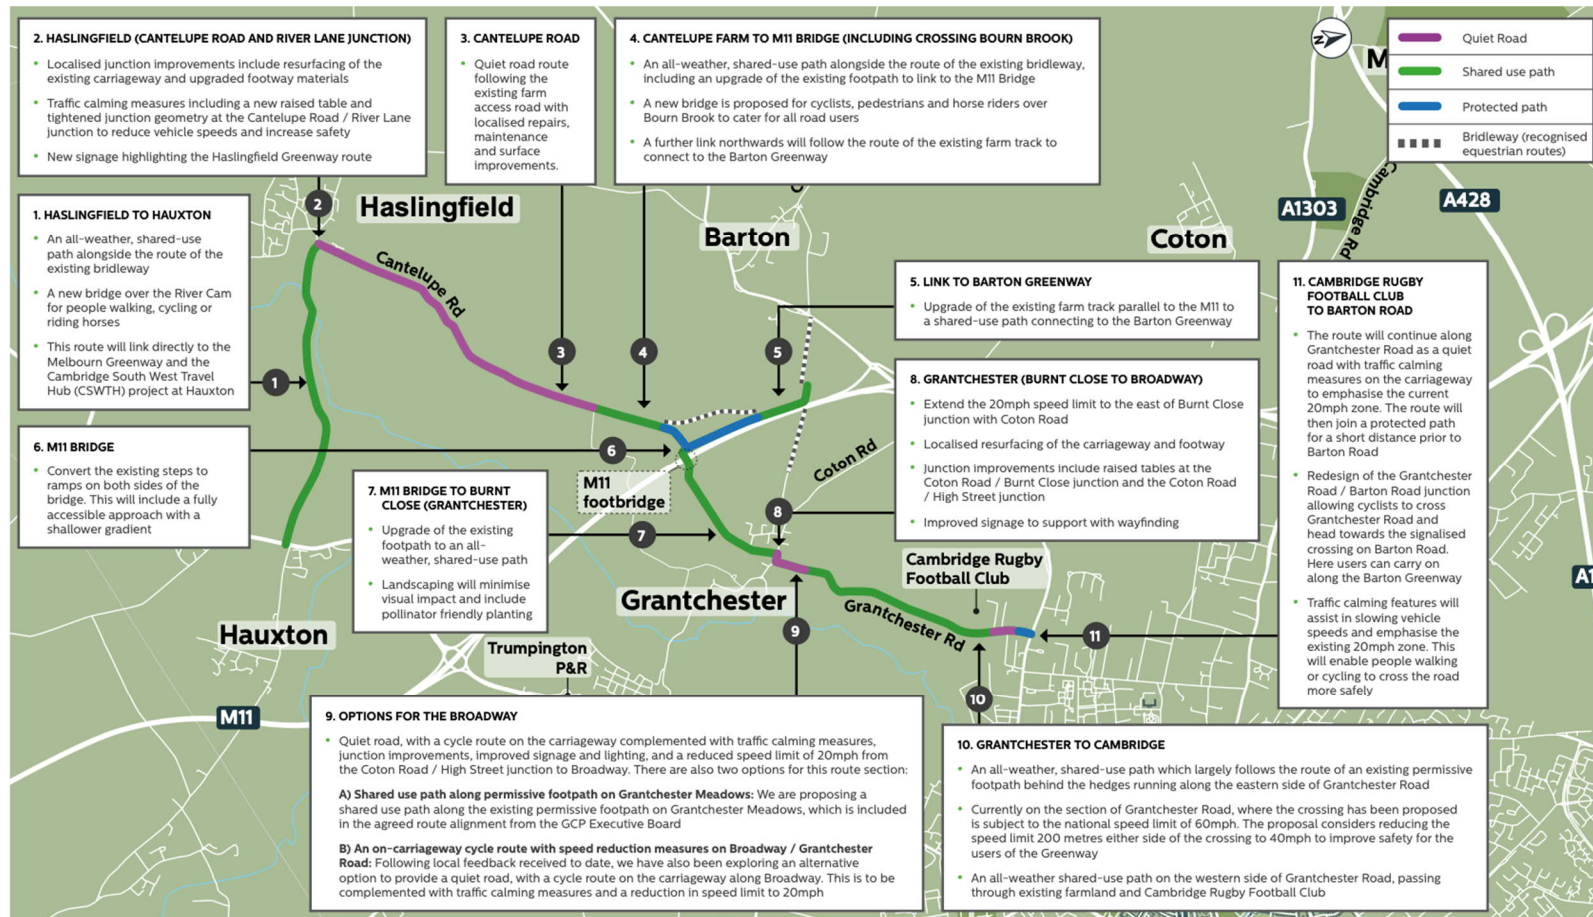 2. HASLINGFIELD (CANTELUPE ROAD AND RIVER LANE JUNCTION)
• Localised junction improvements include resurfacing of the
existing carriageway and upgraded footway materials
• Traffic calming measures including a new raised table and
tightened junction geometry at the Cantelupe Road / River Lane
junction to reduce vehicle speeds and increase safety
• New signage highlighting the Haslingfield Greenway route
3. CANTELUPE ROAD
• Quiet road route
following the
existing farm
access road with
localised repairs,
maintenance
and surface
improvements.
4. CANTELUPE FARM TO M11 BRIDGE (INCLUDING CROSSING BOURN BROOK)
• An all-weather, shared-use path alongside the route of the existing bridleway,
including an upgrade of the existing footpath to link to the M11 Bridge
• A new bridge is proposed for cyclists, pedestrians and horse riders over
Bourn Brook to cater for all road users
• A further link northwards will follow the route of the existing farm track to
connect to the Barton Greenway
N
M
Quiet Road
Shared use path
Protected path
Bridleway (recognised
equestrian routes)
1. HASLINGFIELD TO HAUXTON
• An all-weather, shared-use
path alongside the route of the
existing bridleway
• A new bridge over the River Cam
for people walking, cycling or
riding horses
• This route will link directly to the
Melbourn Greenway and the
Cambridge South West Travel
Hub (CSWTH) project at Hauxton
2
Haslingfield
Barton
Coton
A1303
Cambridge Rd
A428
Cantelupe Rd
5. LINK TO BARTON GREENWAY
• Upgrade of the existing farm track parallel to the M11 to
a shared-use path connecting to the Barton Greenway
11. CAMBRIDGE RUGBY
FOOTBALL CLUB
TO BARTON ROAD
• The route will continue along
Grantchester Road as a quiet
road with traffic calming
measures on the carriageway
to emphasise the current
20mph zone. The route will
then join a protected path
for a short distance prior to
Barton Road
• Redesign of the Grantchester
Road / Barton Road junction
allowing cyclists to cross
Grantchester Road and
head towards the signalised
crossing on Barton Road.
Here users can carry on
along the Barton Greenway
• Traffic calming features will
assist in slowing vehicle
speeds and emphasise the
existing 20mph zone. This
will enable people walking
or cycling to cross the road
more safely
1
3
4
5
8. GRANTCHESTER (BURNT CLOSE TO BROADWAY)
• Extend the 20mph speed limit to the east of Burnt Close
junction with Coton Road
• Localised resurfacing of the carriageway and footway
• Junction improvements include raised tables at the
Coton Road / Burnt Close junction and the Coton Road
/ High Street junction
• Improved signage to support with wayfinding
6. M11 BRIDGE
• Convert the existing steps to
ramps on both sides of the
bridge. This will include a fully
accessible approach with a
shallower gradient
6
M11
footbridge
Coton Rd
7. M11 BRIDGE TO BURNT
CLOSE (GRANTCHESTER)
• Upgrade of the existing
footpath to an all-
weather, shared-use path
• Landscaping will minimise
visual impact and include
pollinator friendly planting
7
8
Cambridge Rugby
Football Club
A1
Grantchester
Grantchester Rd
9
11
Hauxton
Trumpington
P&R
10
M11
9. OPTIONS FOR THE BROADWAY
• Quiet road, with a cycle route on the carriageway complemented with traffic calming measures,
junction improvements, improved signage and lighting, and a reduced speed limit of 20mph from
the Coton Road / High Street junction to Broadway. There are also two options for this route section:
A) Shared use path along permissive footpath on Grantchester Meadows: We are proposing a
shared use path along the existing permissive footpath on Grantchester Meadows, which is included
in the agreed route alignment from the GCP Executive Board
B) An on-carriageway cycle route with speed reduction measures on Broadway / Grantchester
Road: Following local feedback received to date, we have also been exploring an alternative
option to provide a quiet road, with a cycle route on the carriageway along Broadway. This is to be
complemented with traffic calming measures and a reduction in speed limit to 20mph
10. GRANTCHESTER TO CAMBRIDGE
• An all-weather, shared-use path which largely follows the route of an existing permissive
footpath behind the hedges running along the eastern side of Grantchester Road
• Currently on the section of Grantchester Road, where the crossing has been proposed
is subject to the national speed limit of 60mph. The proposal considers reducing the
speed limit 200 metres either side of the crossing to 40mph to improve safety for the
users of the Greenway
• An all-weather shared-use path on the western side of Grantchester Road, passing
through existing farmland and Cambridge Rugby Football Club